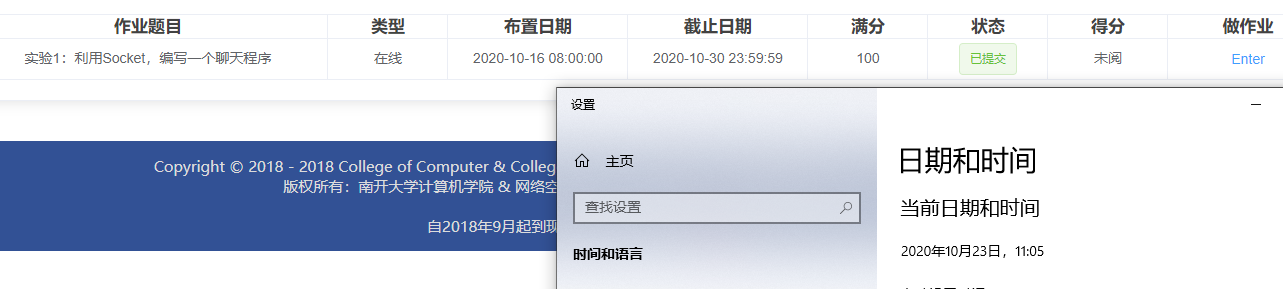 作业题目 类型 布置日期 截止日期 满分 状态 得分 做作业
实验1：利用Socket，编写一个聊天程序 在线 2020-10-16 08:00:00 2020-10-30 23:59:59 100 已提交 未阅 Enter
设置
主页
查找设置
时间和语言
日期和时间
当前日期和时间
2020年10月23日，11:05
Copyright © 2018 - 2018 College of Computer & College
版权所有：南开大学计算机学院 & 网络空
自2018年9月起到现